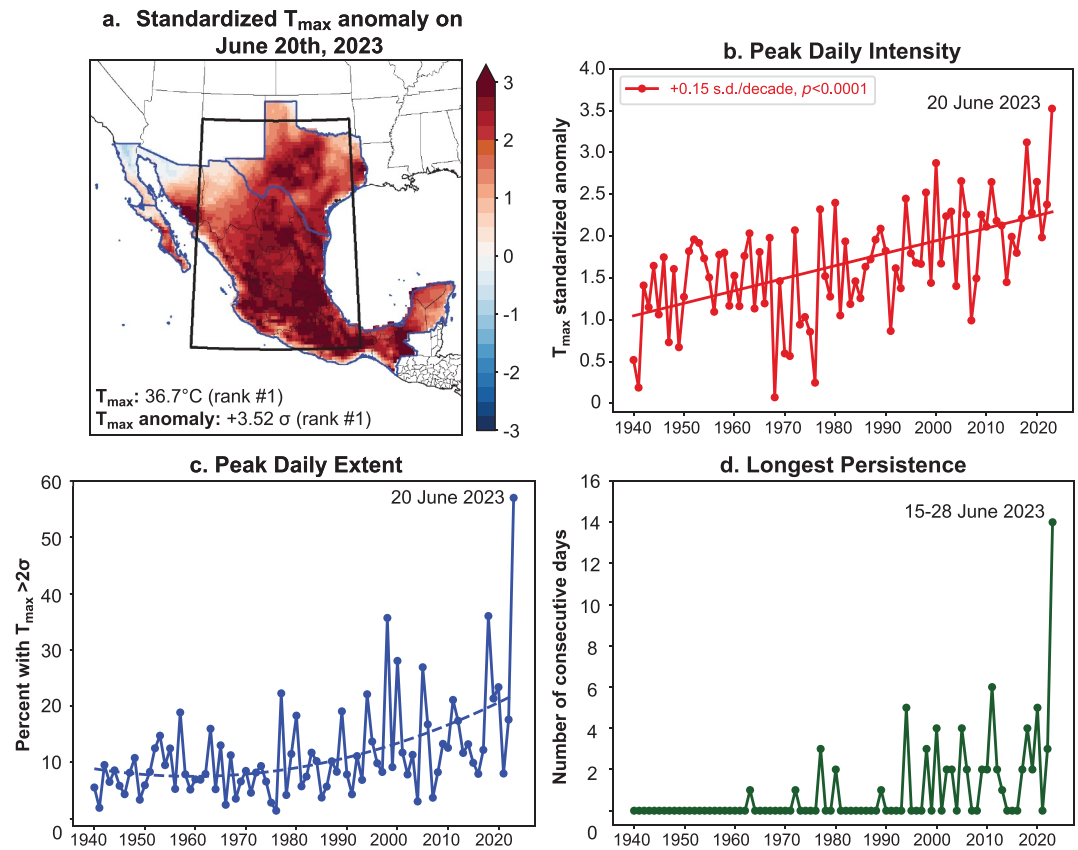 a. Standardized Tmax anomaly on
June 20th, 2023
3
2
1
0
-1
-2
-3
Tmax: 36.7°C (rank #1)
Tmax anomaly: +3.52 σ (rank #1)
b. Peak Daily Intensity
+0.15 s.d./decade, p<0.0001
20 June 2023
Tmax standardized anomaly
4.0
3.5
3.0
2.5
2.0
1.5
1.0
0.5
0
1940 1950 1960 1970 1980 1990 2000 2010 2020
c. Peak Daily Extent
20 June 2023
Percent with Tmax >2σ
60
50
40
30
20
10
0
1940 1950 1960 1970 1980 1990 2000 2010 2020
d. Longest Persistence
15-28 June 2023
Number of consecutive days
16
14
12
10
8
6
4
2
0
1940 1950 1960 1970 1980 1990 2000 2010 2020